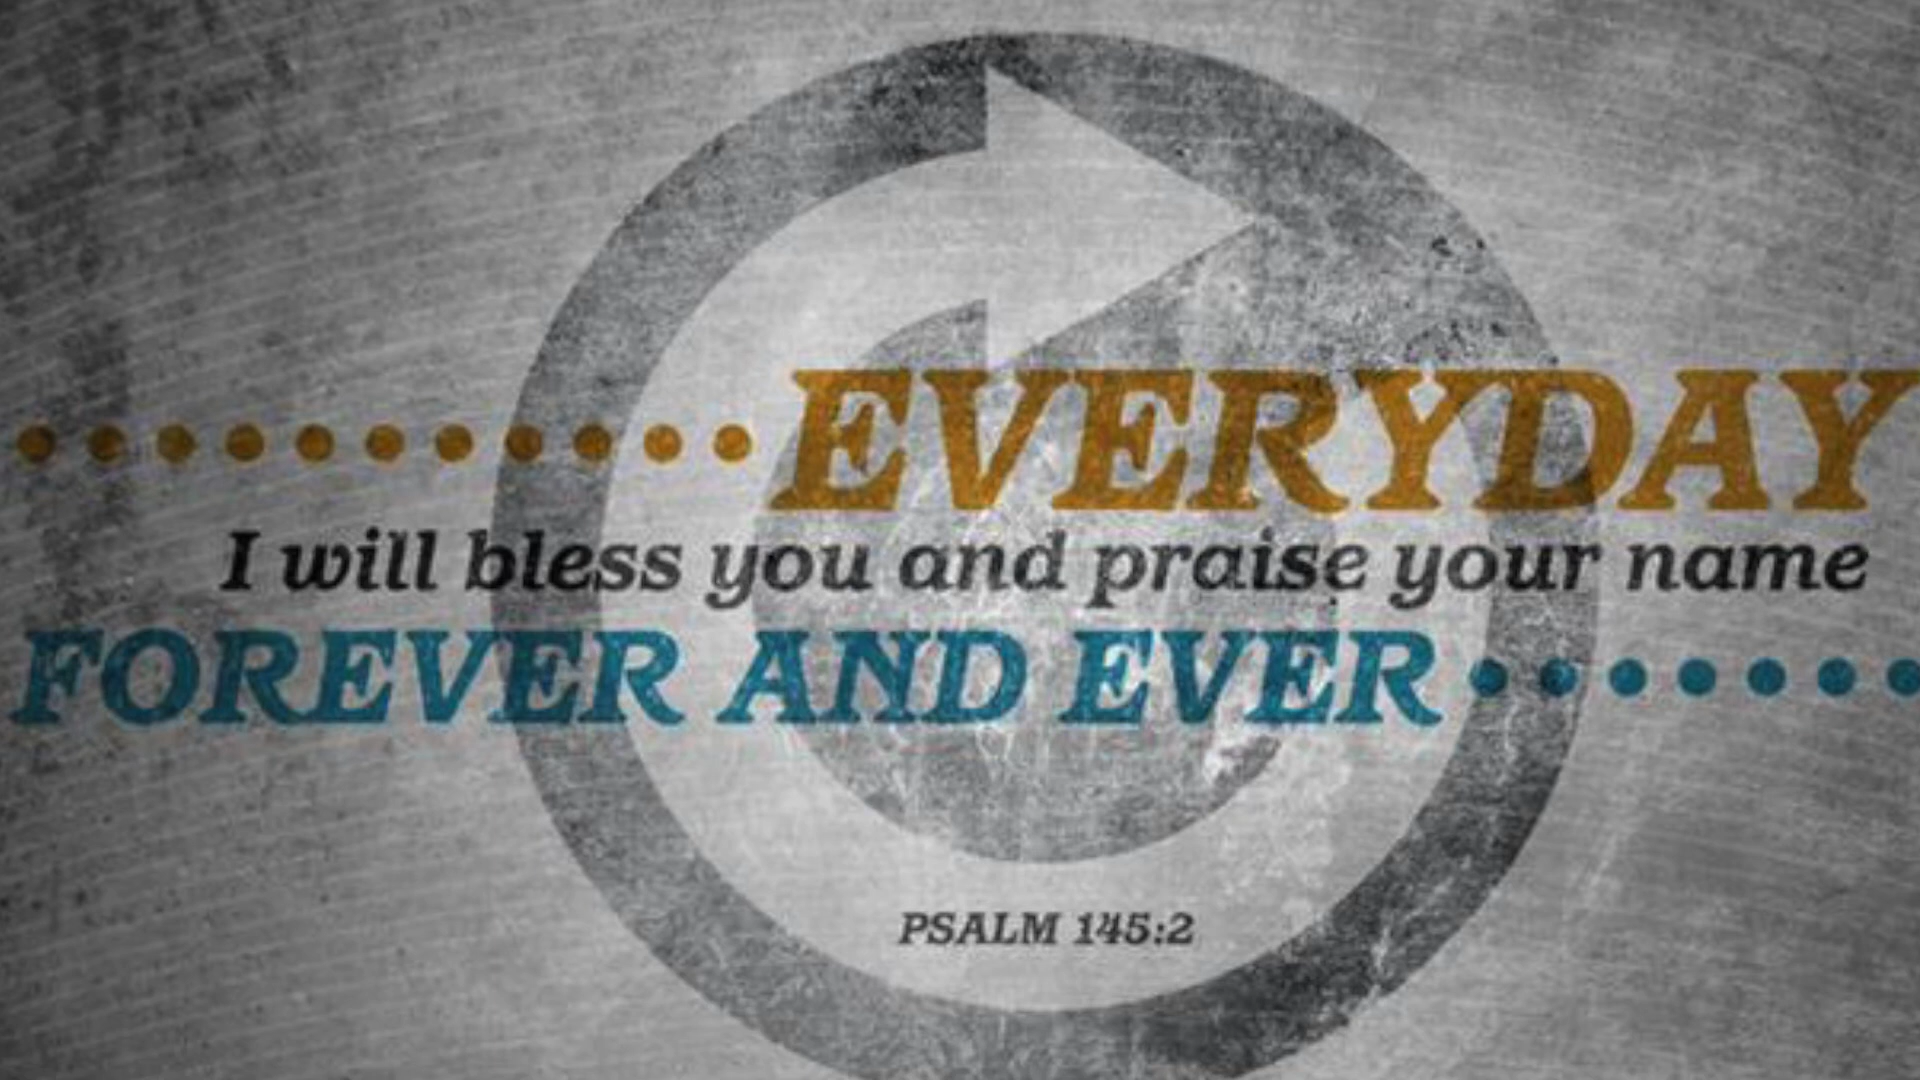 EVERYDAY
I will bless you and praise your name
FOREVER AND EVER
PSALM 145:2